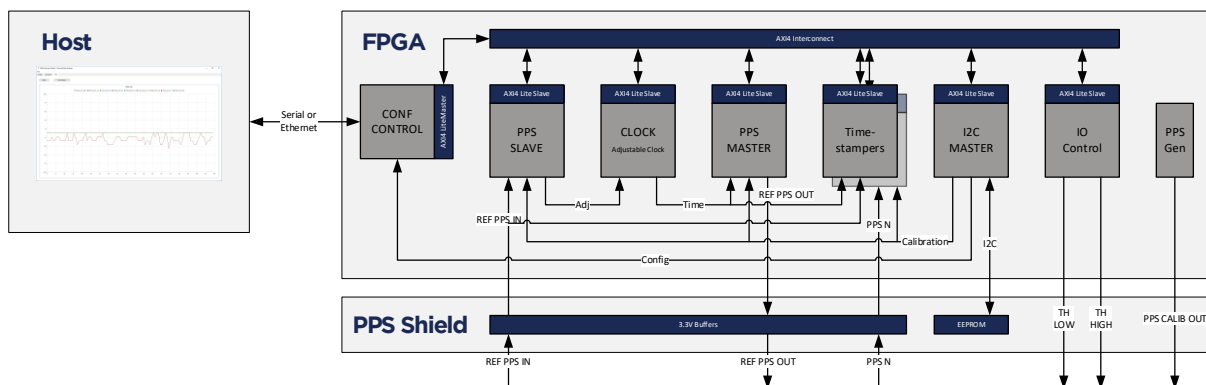 Host
FPGA
AXI4 Interconnect
Serial or
Ethernet
CONF
CONTROL
AXI4 LiteMaster
AXI4 Lite Slave
PPS
SLAVE
AXI4 Lite Slave
CLOCK
Adjustable Clock
AXI4 Lite Slave
PPS
MASTER
AXI4 Lite Slave
Time-
stampers
AXI4 Lite Slave
I2C
MASTER
AXI4 Lite Slave
IO
Control
PPS
Gen
REF PPS IN
Adj
Time
REF PPS OUT
PPS N
Calibration
I2C
Config
PPS Shield
3.3V Buffers
EEPROM
TH
LOW
TH
HIGH
PPS CALIB OUT
REF PPS IN
REF PPS OUT
PPS N